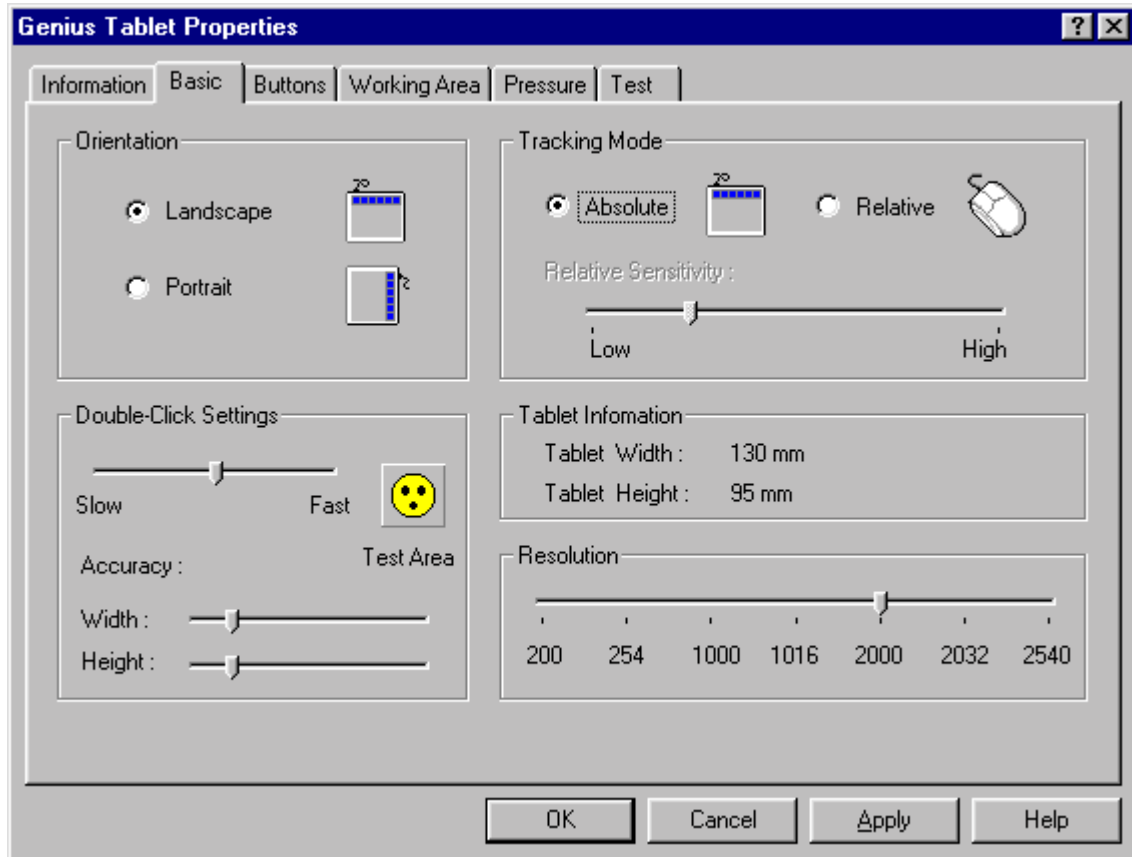 Genius Tablet Properties
Information Basic Buttons Working Area Pressure Test
Orientation
Landscape
Portrait
Tracking Mode
Absolute Relative
Relative Sensitivity :
Low High
Double-Click Settings
Slow Fast
Test Area
Accuracy :
Width :
Height :
Tablet Infomation
Tablet Width : 130 mm
Tablet Height : 95 mm
Resolution
200 254 1000 1016 2000 2032 2540
OK Cancel Apply Help